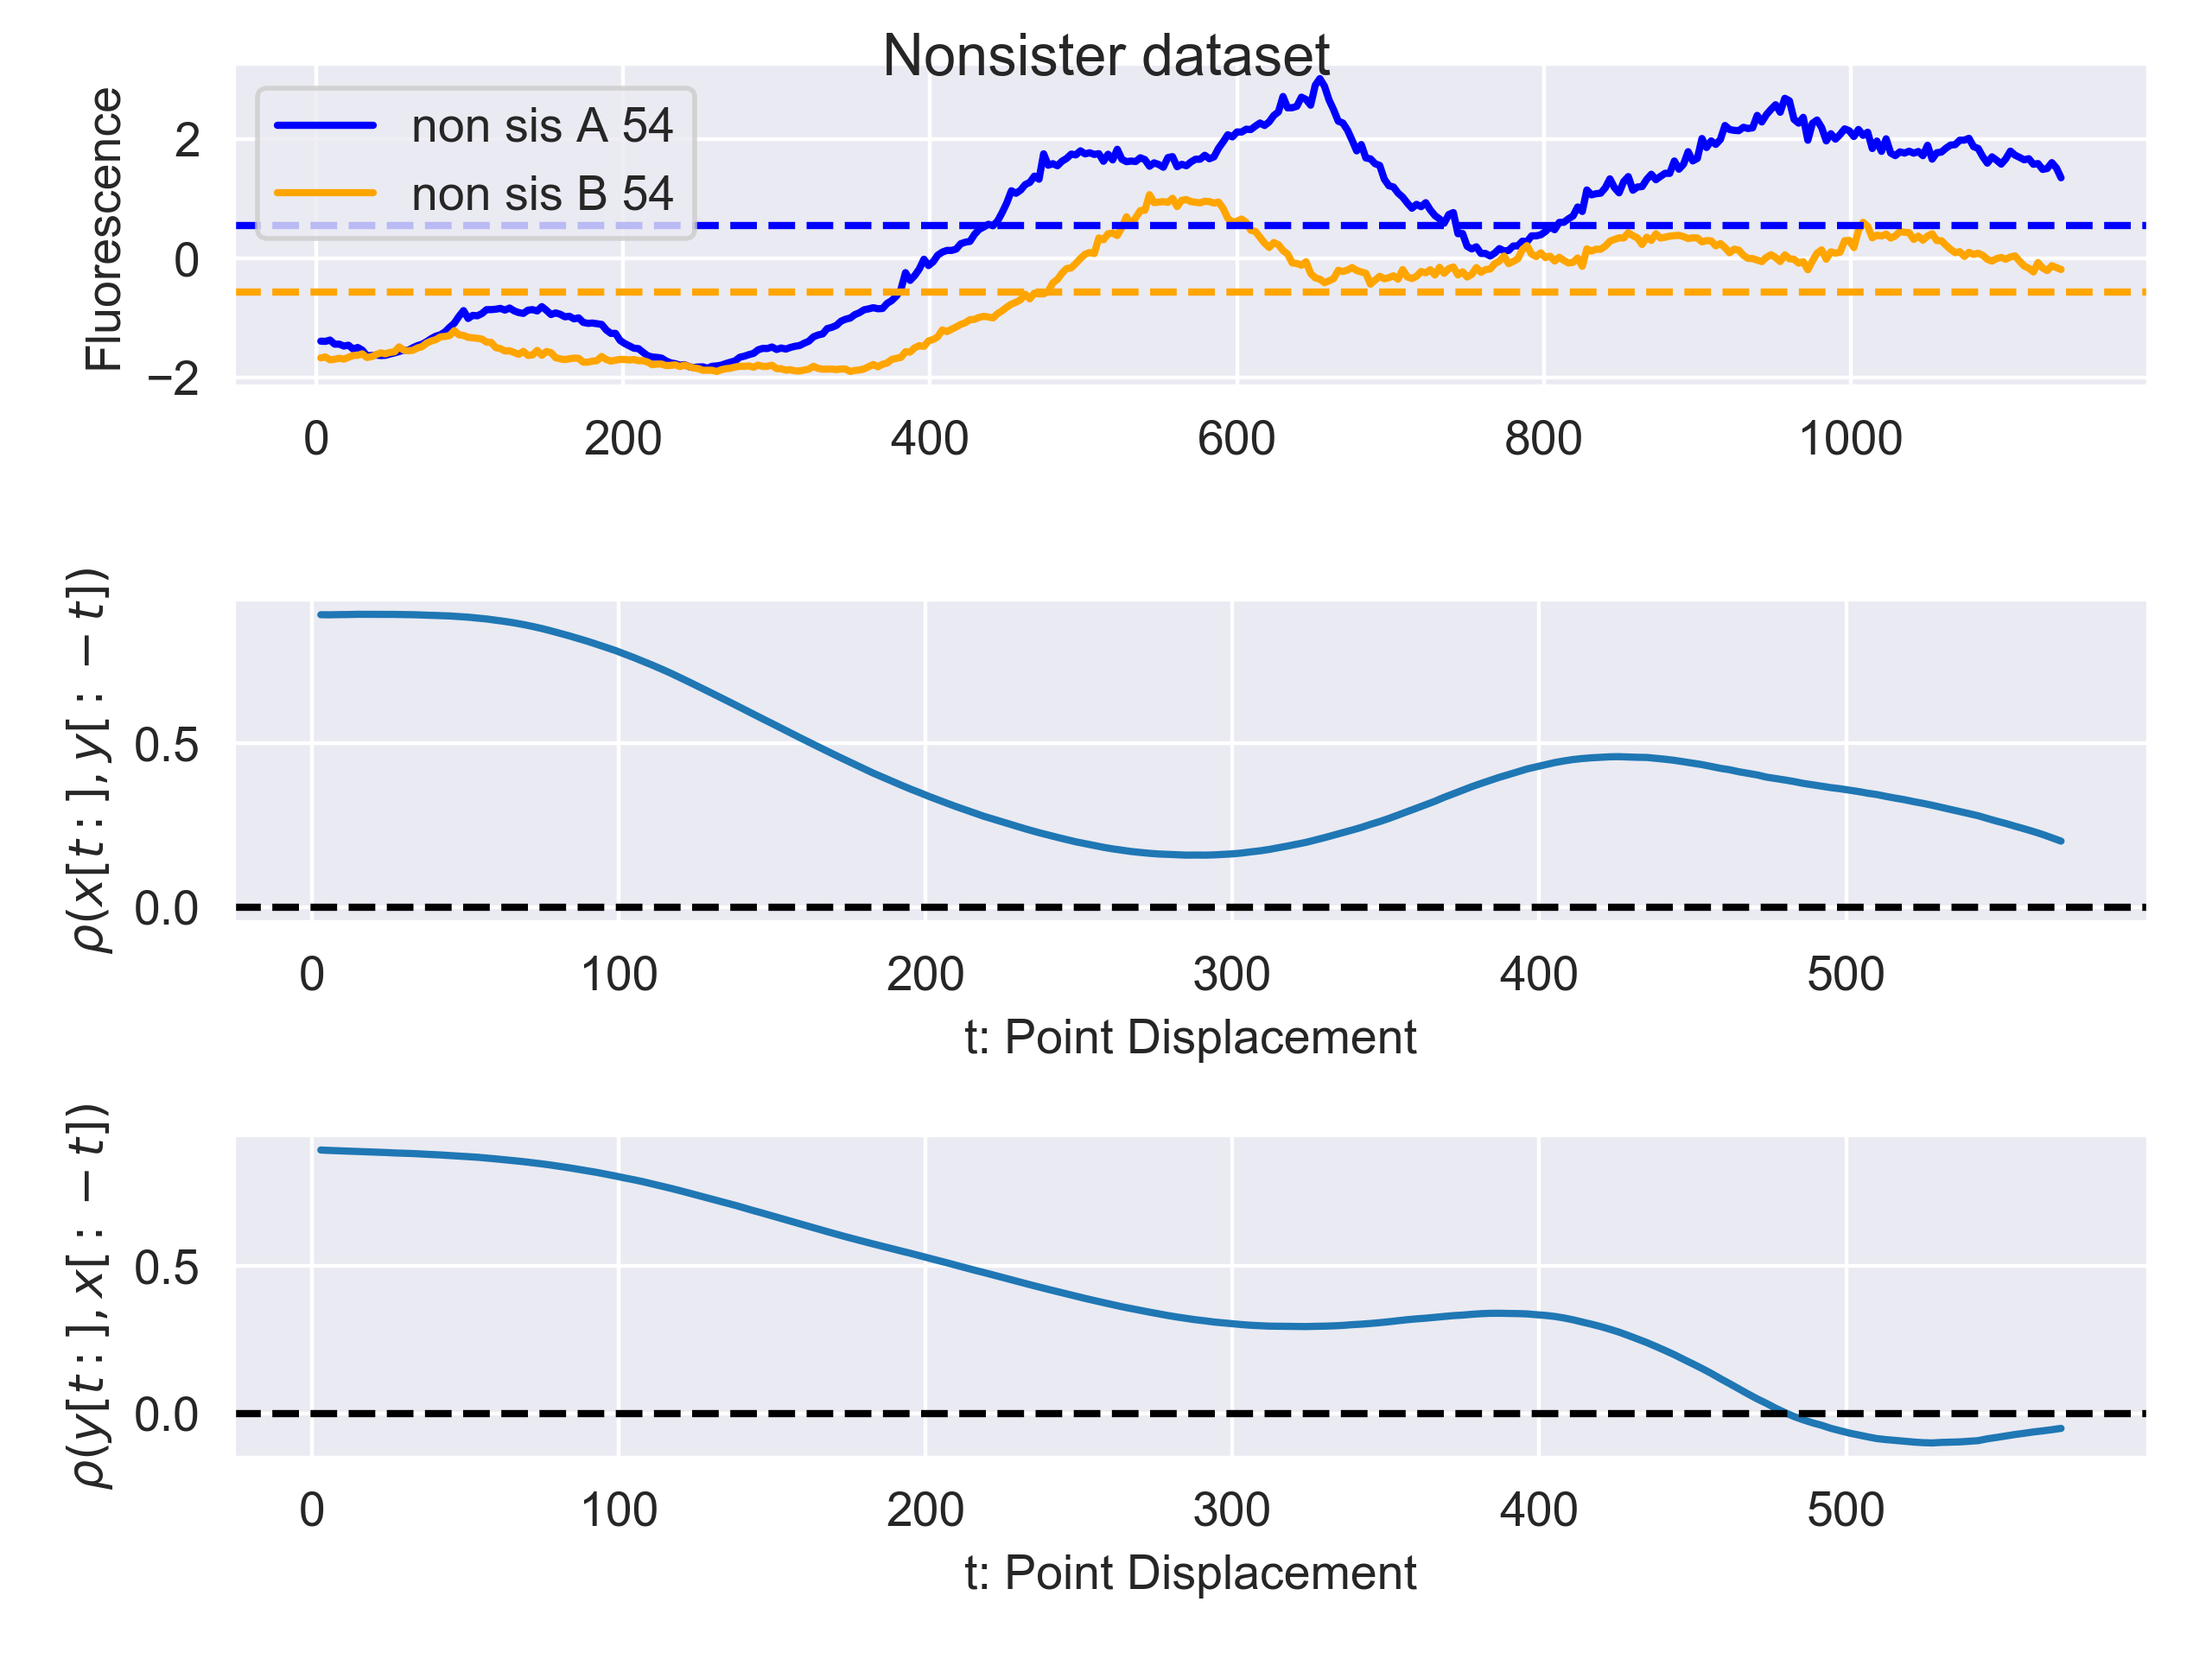 Nonsister dataset
Fluorescence
non sis A 54
non sis B 54
2
0
−2
0 200 400 600 800 1000
ρ(x[t:],y[:−t])
0.5
0.0
0 100 200 300 400 500
t: Point Displacement
ρ(y[t:],x[:−t])
0.5
0.0
0 100 200 300 400 500
t: Point Displacement